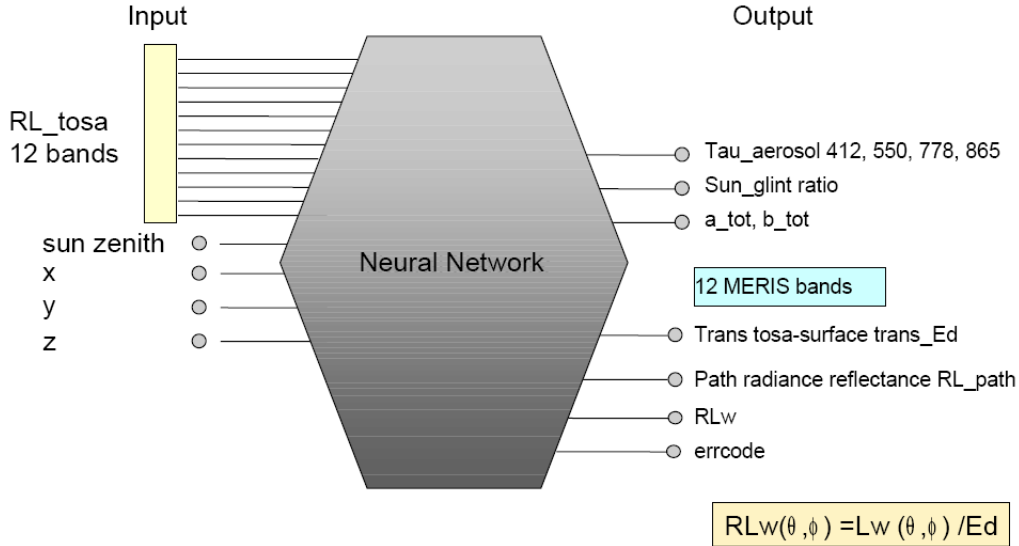 Input
Output
RL_tosa
12 bands
sun zenith
x
y
z
Neural Network
Tau_aerosol 412, 550, 778, 865
Sun_glint ratio
a_tot, b_tot
12 MERIS bands
Trans tosa-surface trans_Ed
Path radiance reflectance RL_path
RLw
errcode
RLw(θ,ϕ) =Lw (θ,ϕ) /Ed